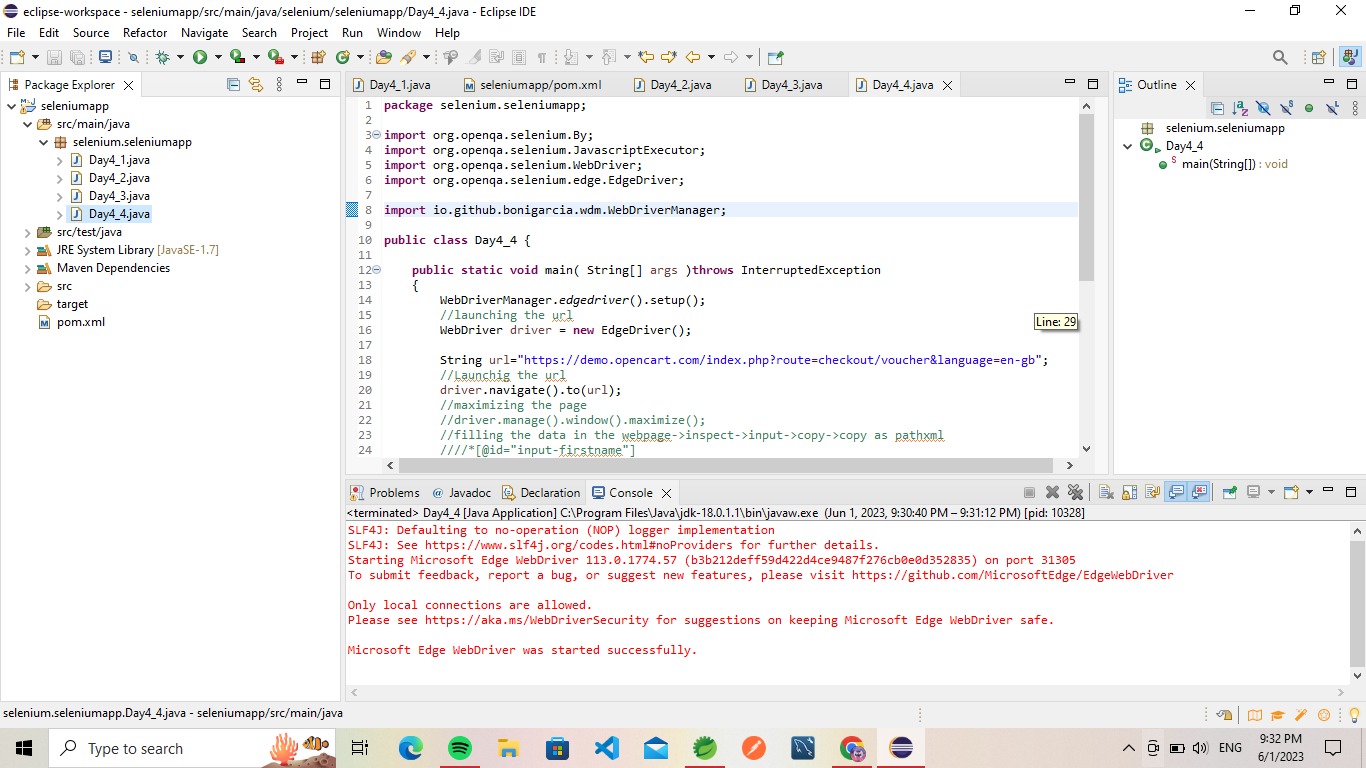 eclipse-workspace - seleniumapp/src/main/java/selenium/seleniumapp/Day4_4.java - Eclipse IDE
File Edit Source Refactor Navigate Search Project Run Window Help
Package Explorer
seleniumapp
src/main/java
selenium.seleniumapp
Day4_1.java
Day4_2.java
Day4_3.java
Day4_4.java
src/test/java
JRE System Library [JavaSE-1.7]
Maven Dependencies
src
target
pom.xml
Day4_1.java seleniumapp/pom.xml Day4_2.java Day4_3.java Day4_4.java
1 package selenium.seleniumapp;
2
3 import org.openqa.selenium.By;
4 import org.openqa.selenium.JavascriptExecutor;
5 import org.openqa.selenium.WebDriver;
6 import org.openqa.selenium.edge.EdgeDriver;
7
8 import io.github.bonigarcia.wdm.WebDriverManager;
9
10 public class Day4_4 {
11
12 public static void main( String[] args )throws InterruptedException
13 {
14 WebDriverManager.edgedriver().setup();
15 //launching the url
16 WebDriver driver = new EdgeDriver();
17
18 String url="https://demo.opencart.com/index.php?route=checkout/voucher&language=en-gb";
19 //Launchig the url
20 driver.navigate().to(url);
21 //maximizing the page
22 //driver.manage().window().maximize();
23 //filling the data in the webpage->inspect->input->copy->copy as pathxml
24 ////*[@id="input-firstname"]
Line: 29
Outline
selenium.seleniumapp
Day4_4
S main(String[]) : void
Problems @ Javadoc Declaration Console
<terminated> Day4_4 [Java Application] C:\Program Files\Java\jdk-18.0.1.1\bin\javaw.exe (Jun 1, 2023, 9:30:40 PM – 9:31:12 PM) [pid: 10328]
SLF4J: Defaulting to no-operation (NOP) logger implementation
SLF4J: See https://www.slf4j.org/codes.html#noProviders for further details.
Starting Microsoft Edge WebDriver 113.0.1774.57 (b3b212deff59d422d4ce9487f276cb0e0d352835) on port 31305
To submit feedback, report a bug, or suggest new features, please visit https://github.com/MicrosoftEdge/EdgeWebDriver
Only local connections are allowed.
Please see https://aka.ms/WebDriverSecurity for suggestions on keeping Microsoft Edge WebDriver safe.
Microsoft Edge WebDriver was started successfully.
selenium.seleniumapp.Day4_4.java - seleniumapp/src/main/java
Type to search
ENG
9:32 PM
6/1/2023